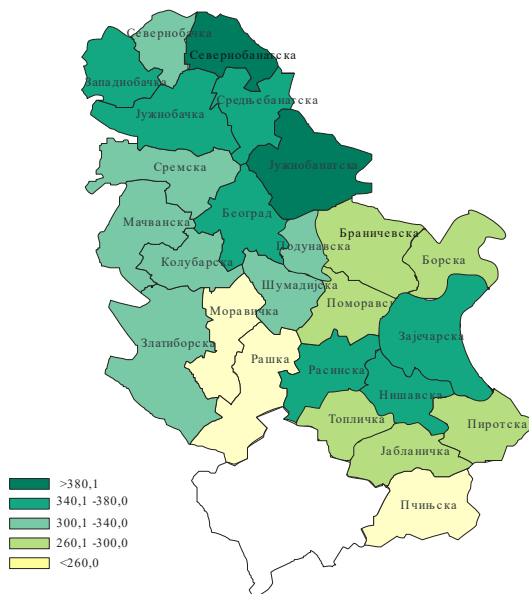 Севернобачка
Севернобанатска
Западнобачка
Средњебанатска
Јужнобачка
Сремска
Јужнобанатска
Мачванска
Београд
Браничевска
Подунавска
Колубарска
Борска
Шумадијска
Моравичка
Поморавс
Златиборска
Зајечарска
Рашка
Расинска
Нишавска
Топличка
Пиротска
Јабланичка
Пчињска
>380,1
340,1 -380,0
300,1 -340,0
260,1 -300,0
<260,0